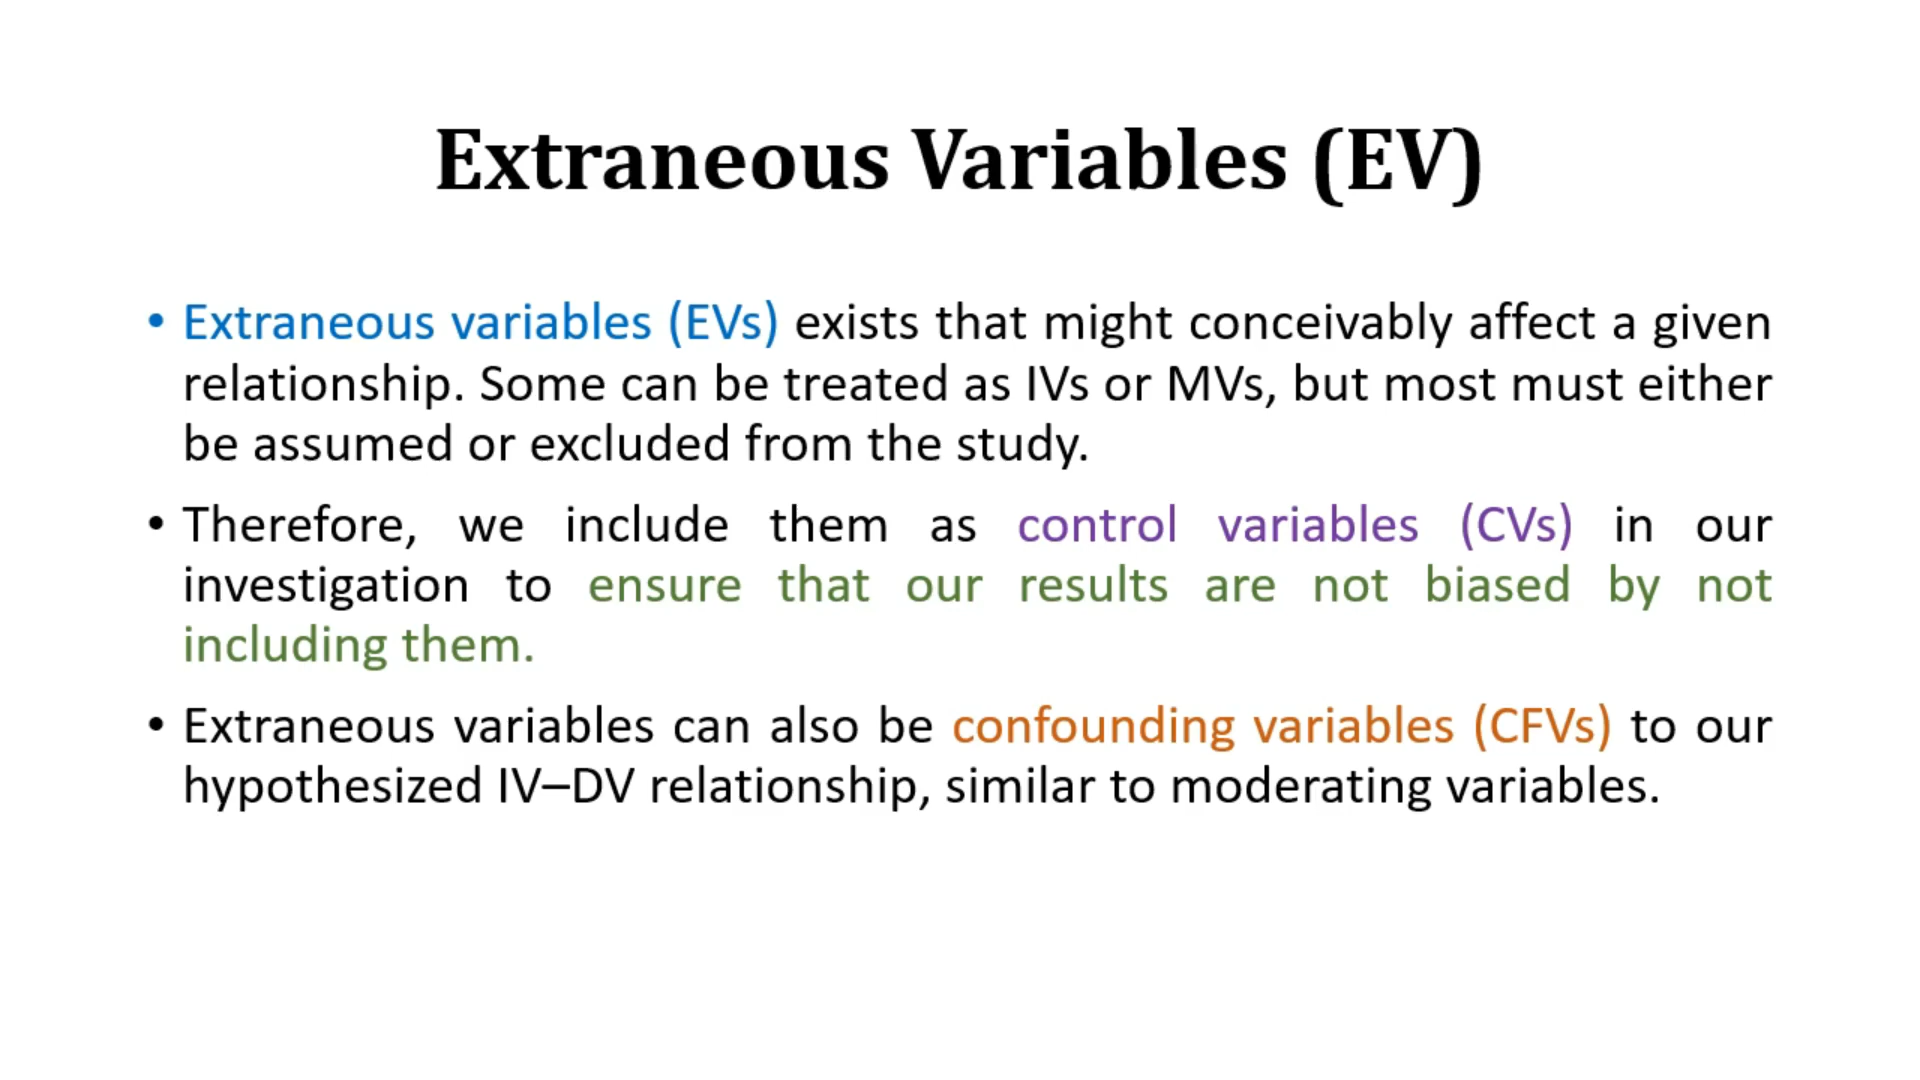 Extraneous Variables (EV)
• Extraneous variables (EVs) exists that might conceivably affect a given
relationship. Some can be treated as IVs or MVs, but most must either
be assumed or excluded from the study.
• Therefore, we include them as control variables (CVs) in our
investigation to ensure that our results are not biased by not
including them.
• Extraneous variables can also be confounding variables (CFVs) to our
hypothesized IV–DV relationship, similar to moderating variables.